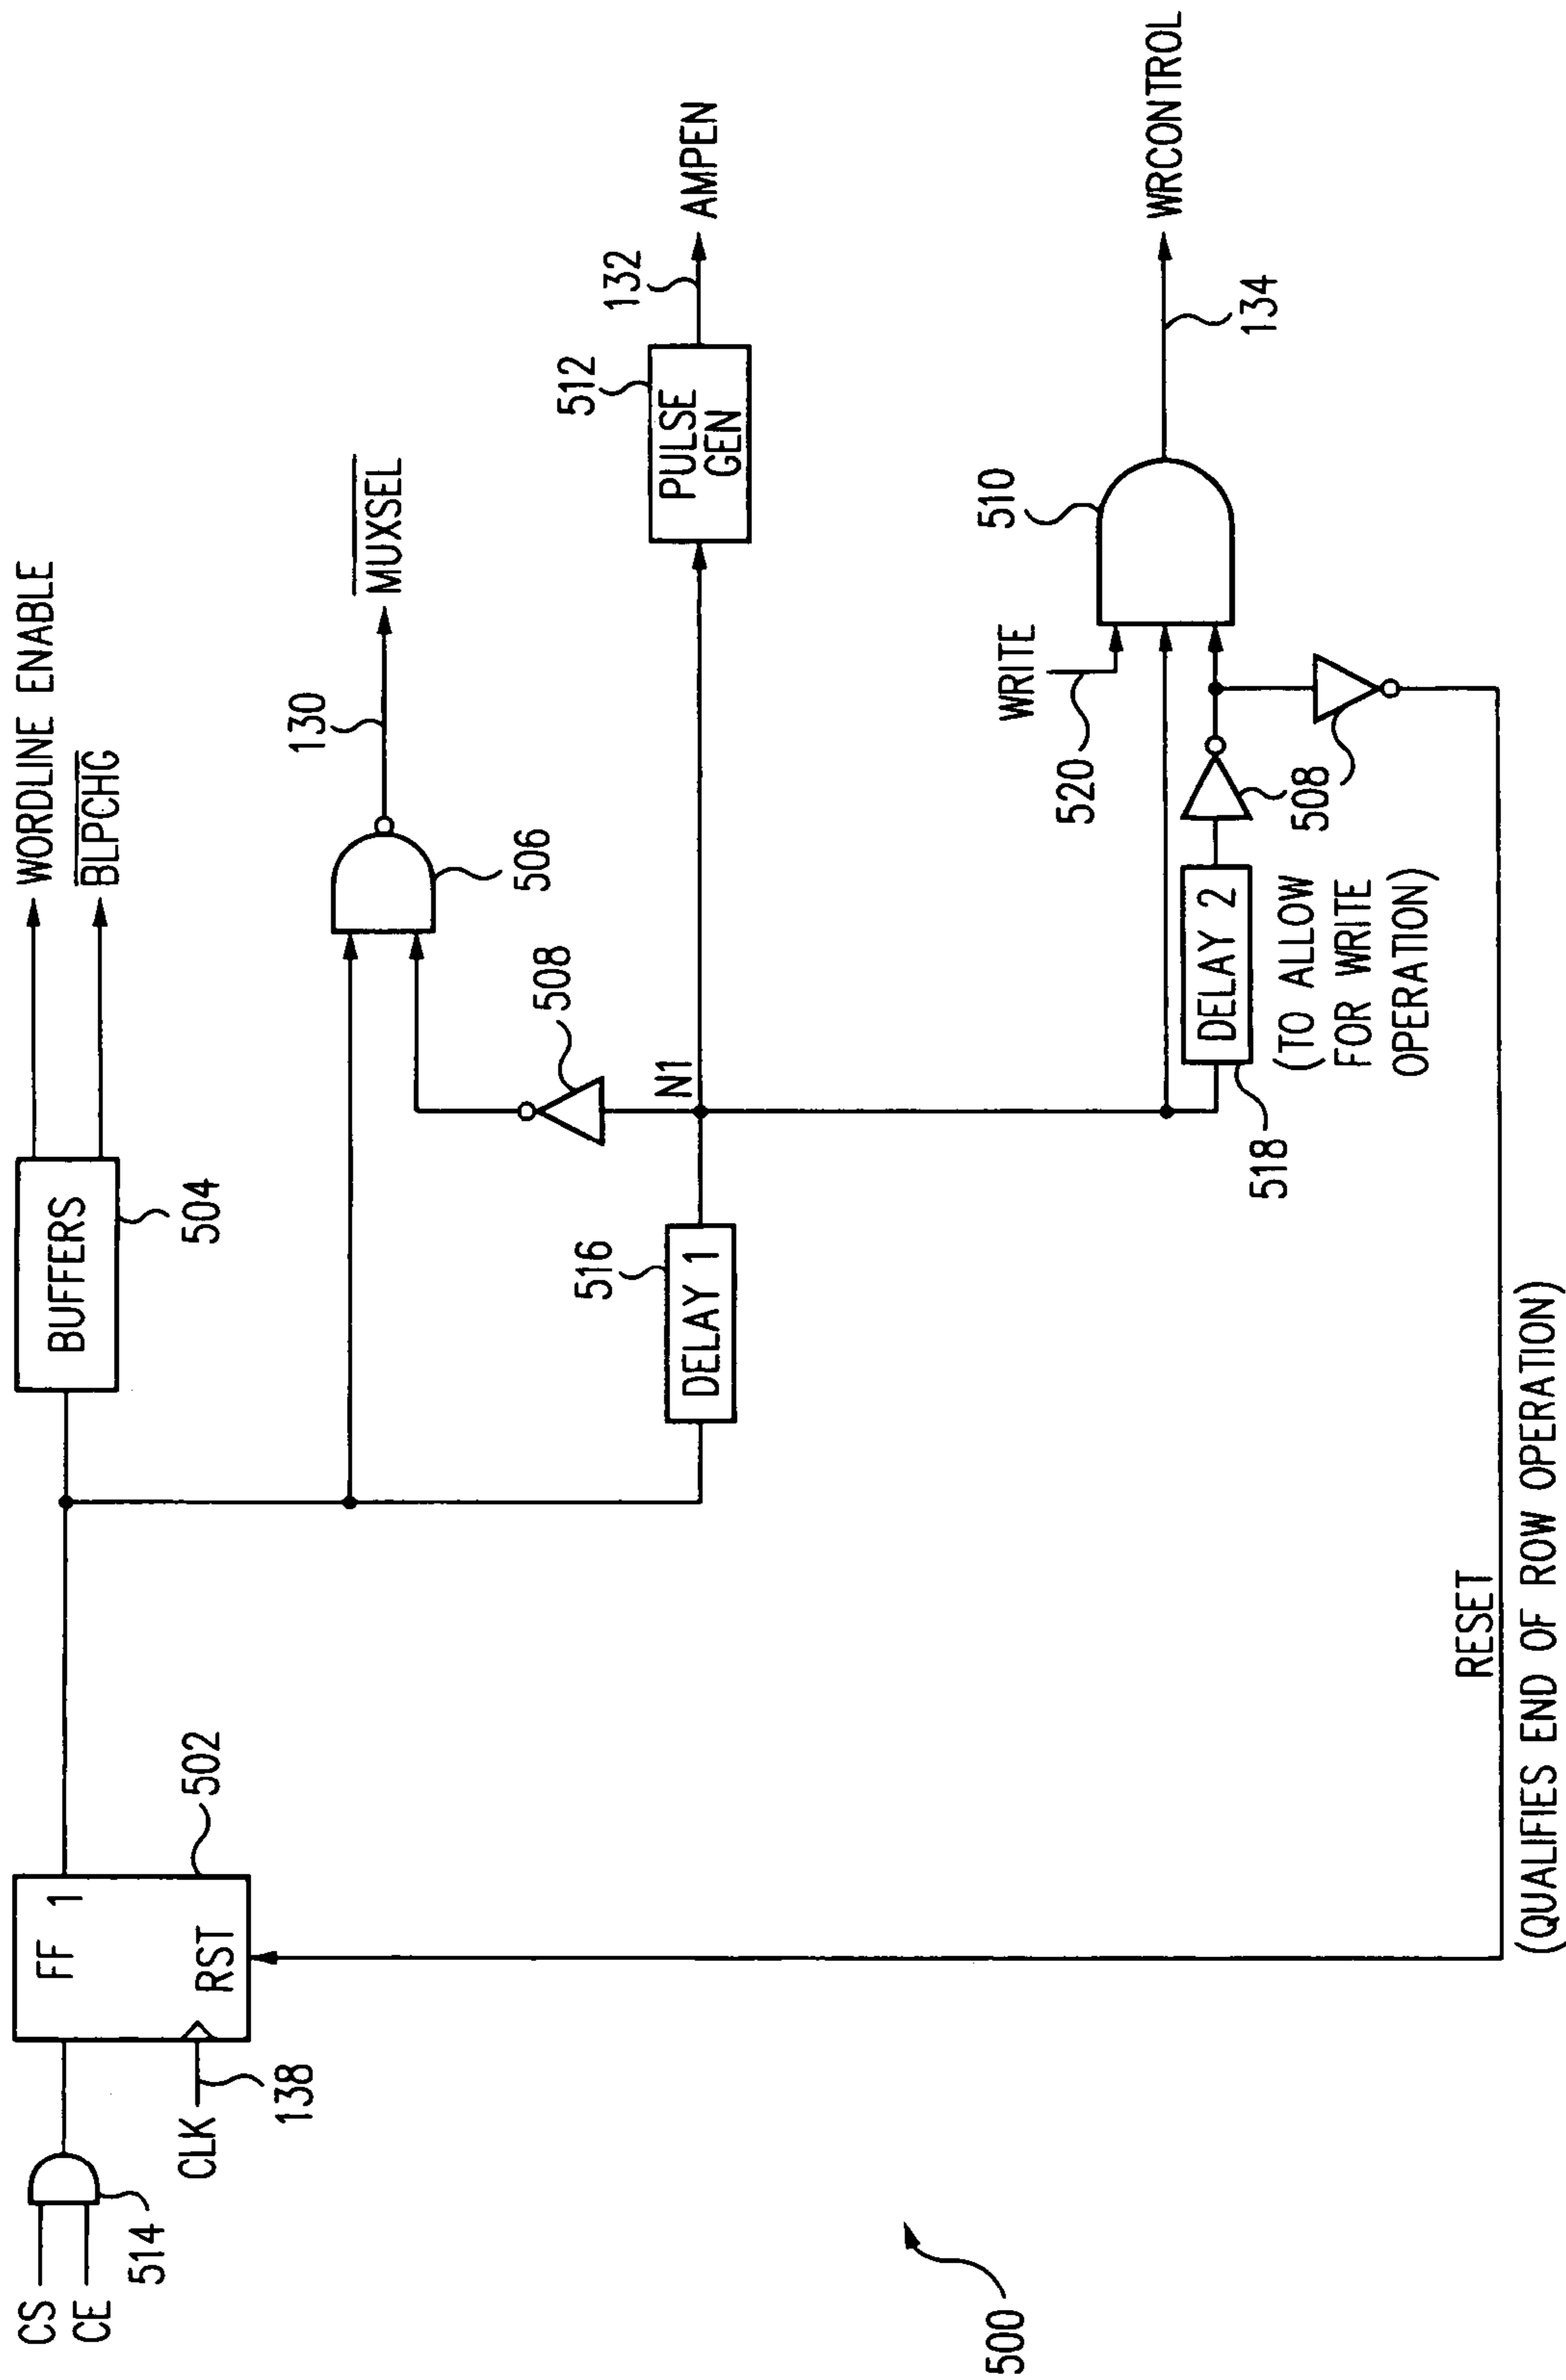 CS
CE
514
CLK
138
FF 1
RST
502
BUFFERS
504
WORDLINE ENABLE
BLPCHG
130
MUXSEL
506
508
N1
516
DELAY 1
512
PULSE
GEN
132
AMPEN
WRITE
520
510
134
WRCONTROL
518
DELAY 2
508
(TO ALLOW
FOR WRITE
OPERATION)
RESET
(QUALIFIES END OF ROW OPERATION)
500